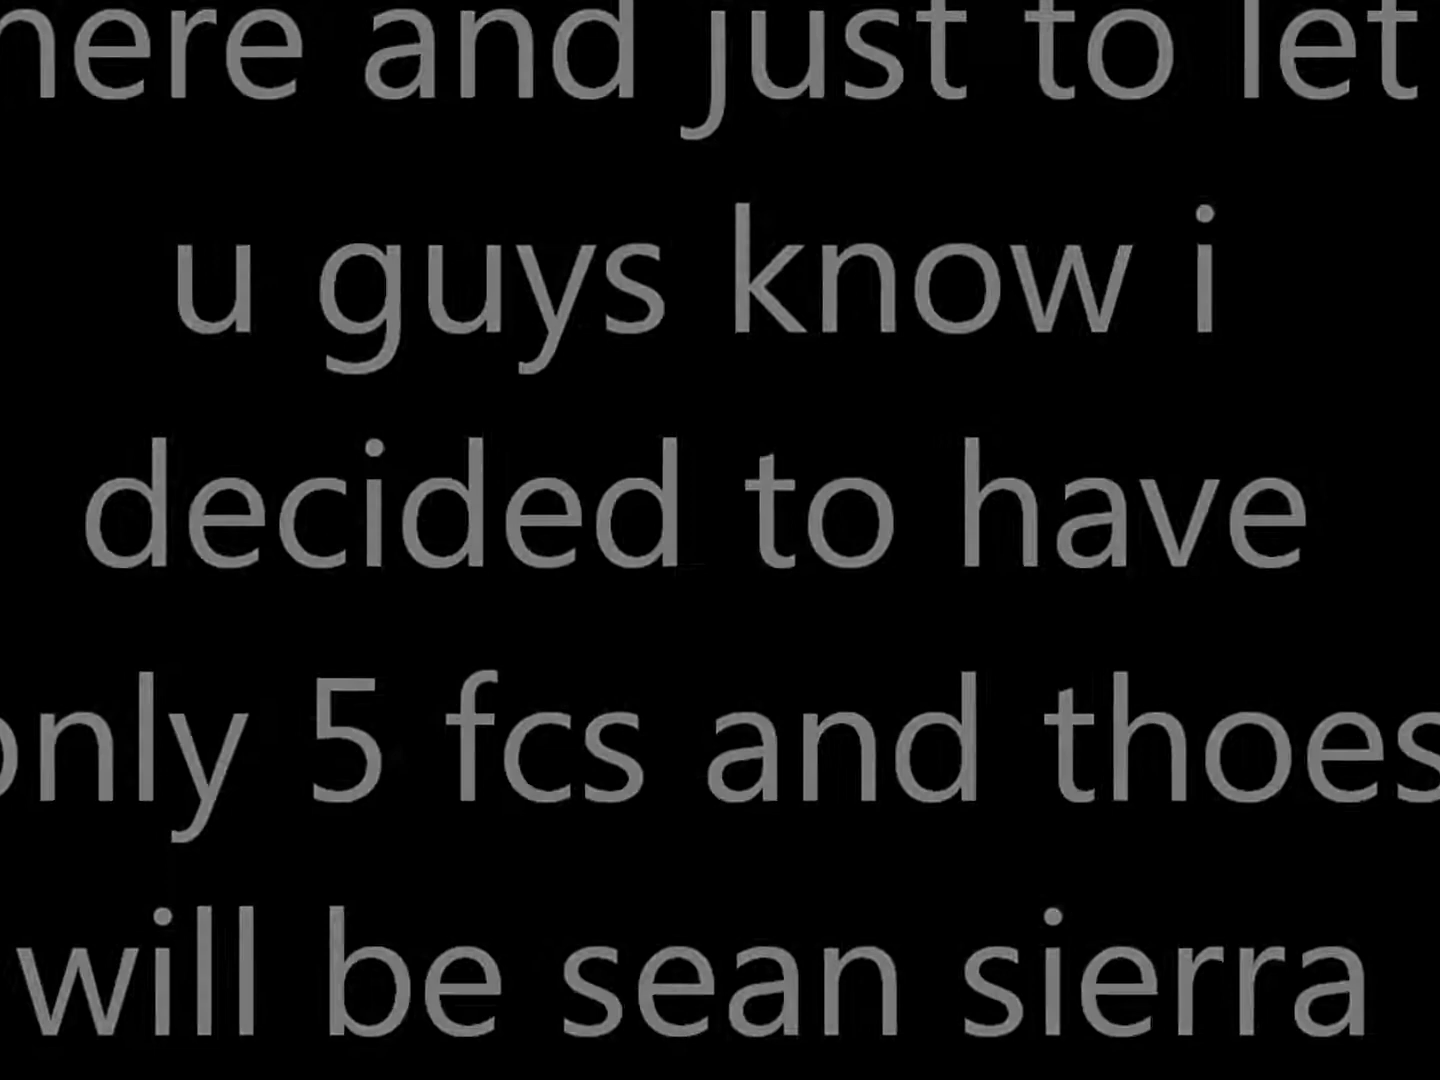 here and just to let
u guys know i
decided to have
only 5 fcs and thoes
will be sean sierra